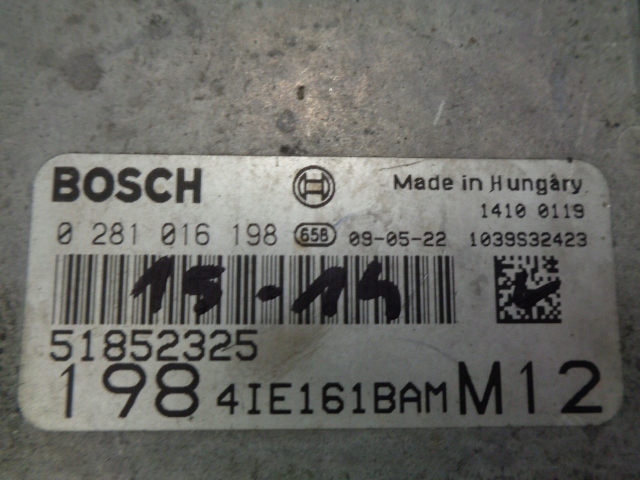 BOSCH Made in Hungary
1410 0119
0 281 016 198 65B 09-05-22 1039S32423
15-14
51852325
198 4IE161BAM M12